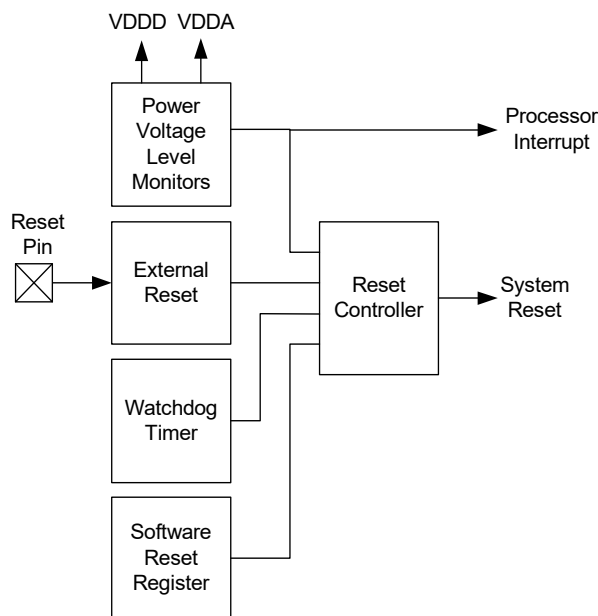 VDDD VDDA
Power
Voltage
Level
Monitors
Processor
Interrupt
Reset
Pin
External
Reset
Reset
Controller
System
Reset
Watchdog
Timer
Software
Reset
Register